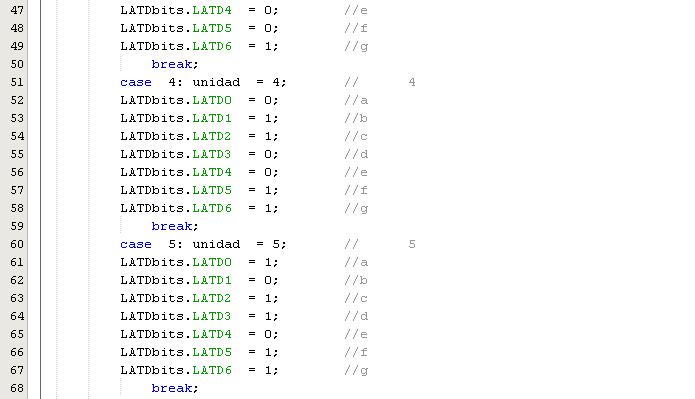 47 LATDbits.LATD4 = 0; //e
48 LATDbits.LATD5 = 0; //f
49 LATDbits.LATD6 = 1; //g
50 break;
51 case 4: unidad = 4; // 4
52 LATDbits.LATD0 = 0; //a
53 LATDbits.LATD1 = 1; //b
54 LATDbits.LATD2 = 1; //c
55 LATDbits.LATD3 = 0; //d
56 LATDbits.LATD4 = 0; //e
57 LATDbits.LATD5 = 1; //f
58 LATDbits.LATD6 = 1; //g
59 break;
60 case 5: unidad = 5; // 5
61 LATDbits.LATD0 = 1; //a
62 LATDbits.LATD1 = 0; //b
63 LATDbits.LATD2 = 1; //c
64 LATDbits.LATD3 = 1; //d
65 LATDbits.LATD4 = 0; //e
66 LATDbits.LATD5 = 1; //f
67 LATDbits.LATD6 = 1; //g
68 break;